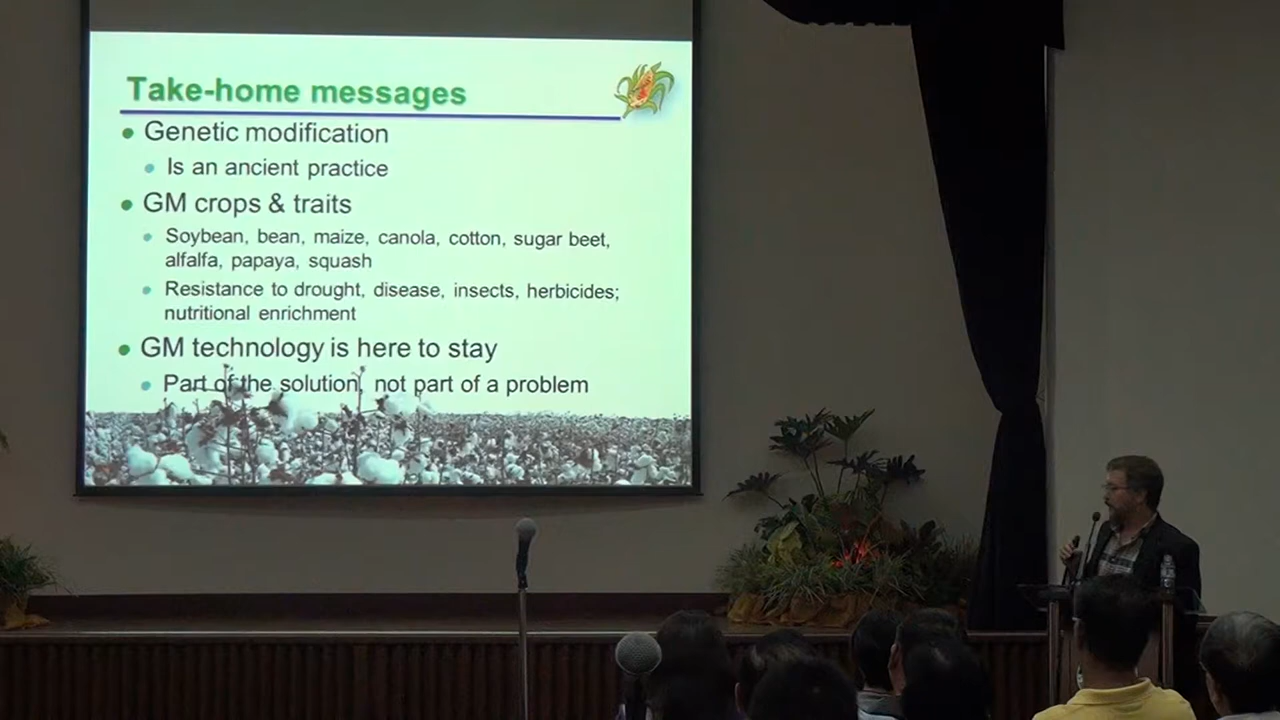 Take-home messages
Genetic modification
Is an ancient practice
GM crops & traits
Soybean, bean, maize, canola, cotton, sugar beet,
alfalfa, papaya, squash
Resistance to drought, disease, insects, herbicides;
nutritional enrichment
GM technology is here to stay
Part of the solution, not part of a problem